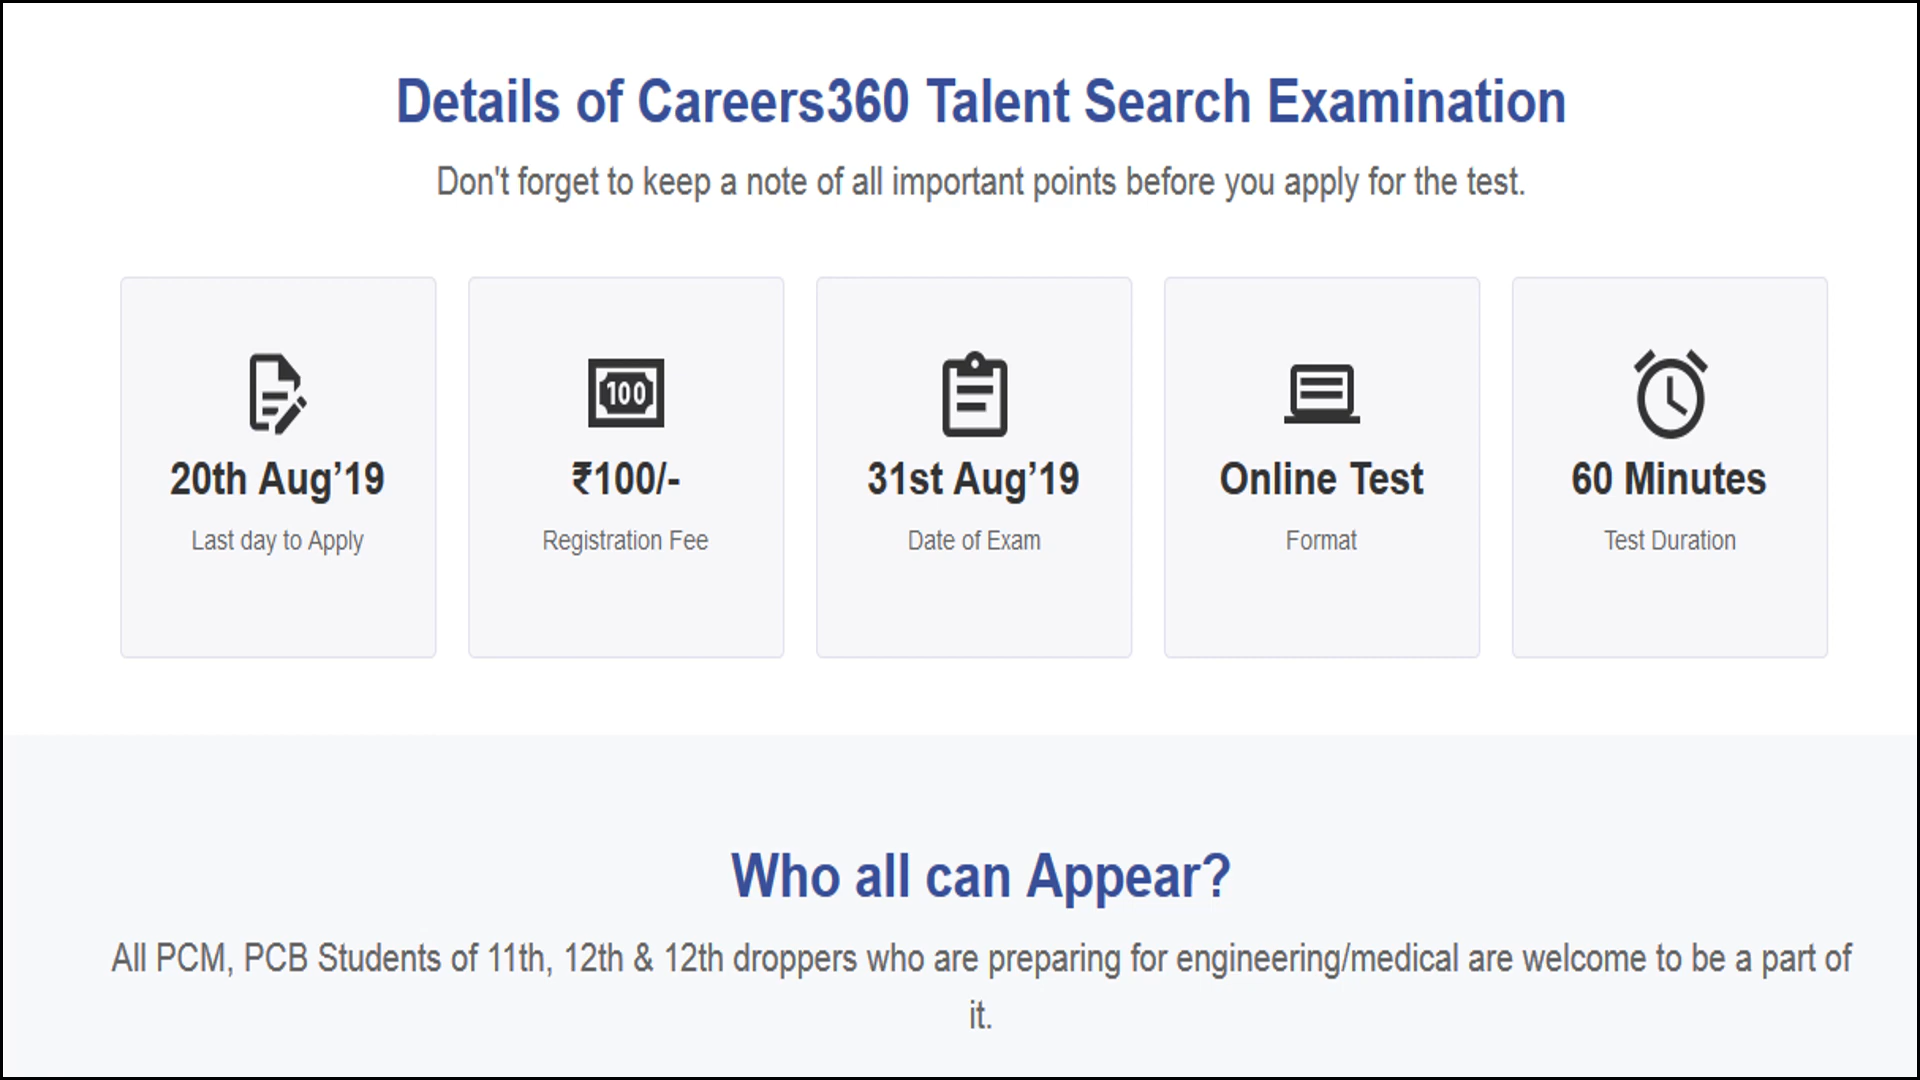 Details of Careers360 Talent Search Examination
Don't forget to keep a note of all important points before you apply for the test.
100
20th Aug’19
Last day to Apply
₹100/-
Registration Fee
31st Aug’19
Date of Exam
Online Test
Format
60 Minutes
Test Duration
Who all can Appear?
All PCM, PCB Students of 11th, 12th & 12th droppers who are preparing for engineering/medical are welcome to be a part of
it.